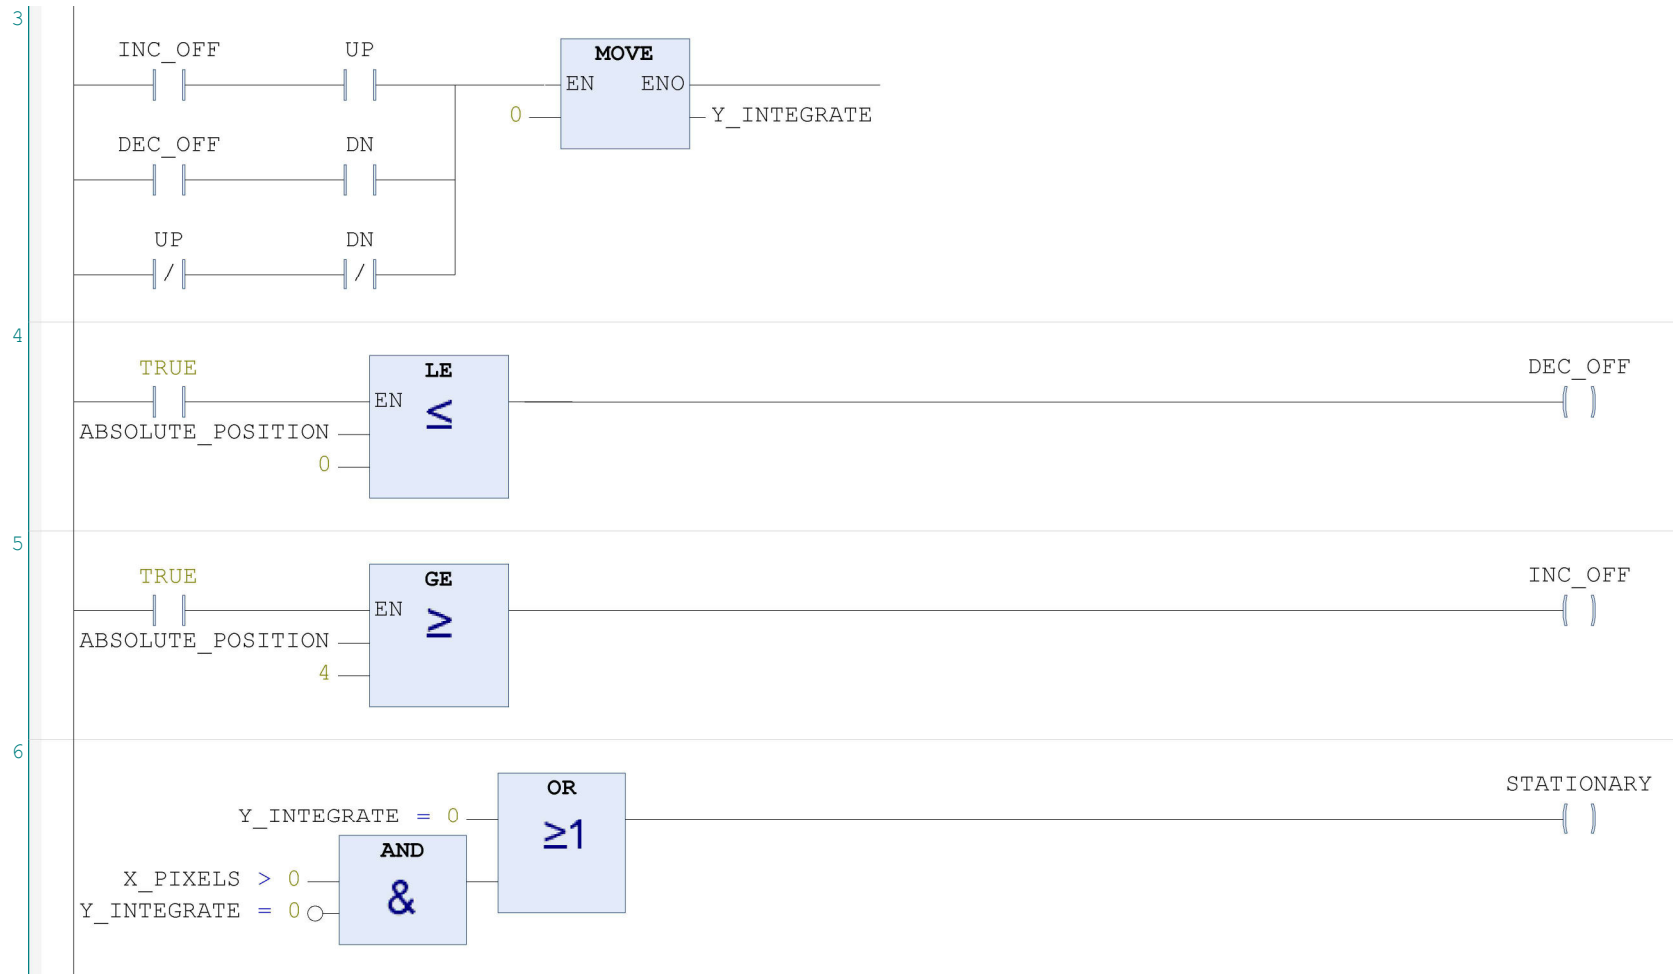 3
INC_OFF UP
MOVE
EN ENO
0 Y_INTEGRATE
DEC_OFF DN
UP DN
/ /
4
TRUE
LE
DEC_OFF
EN
≤
ABSOLUTE_POSITION
0
5
TRUE
GE
INC_OFF
EN
≥
ABSOLUTE_POSITION
4
6
OR
STATIONARY
Y_INTEGRATE = 0
≥1
AND
X_PIXELS > 0
&
Y_INTEGRATE = 0